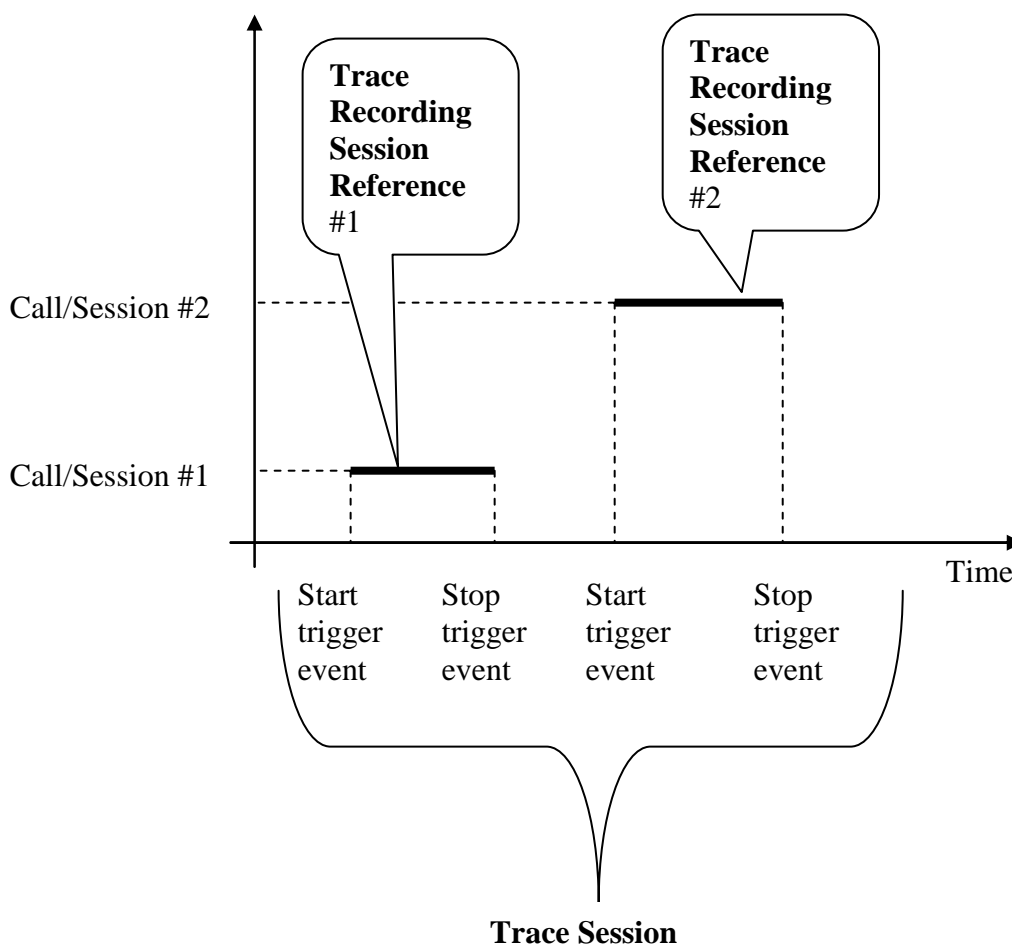 Trace
Recording
Session
Reference
#1
Trace
Recording
Session
Reference
#2
Call/Session #2
Call/Session #1
Time
Start
trigger
event
Stop
trigger
event
Start
trigger
event
Stop
trigger
event
Trace Session